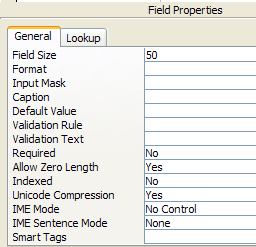 Field Properties
General Lookup
Field Size 50
Format
Input Mask
Caption
Default Value
Validation Rule
Validation Text
Required No
Allow Zero Length Yes
Indexed No
Unicode Compression Yes
IME Mode No Control
IME Sentence Mode None
Smart Tags